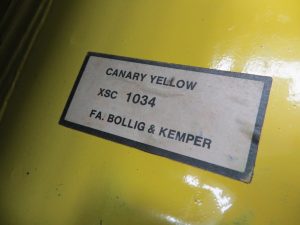 CANARY YELLOW
XSC 1034
FA. BOLLIG & KEMPER